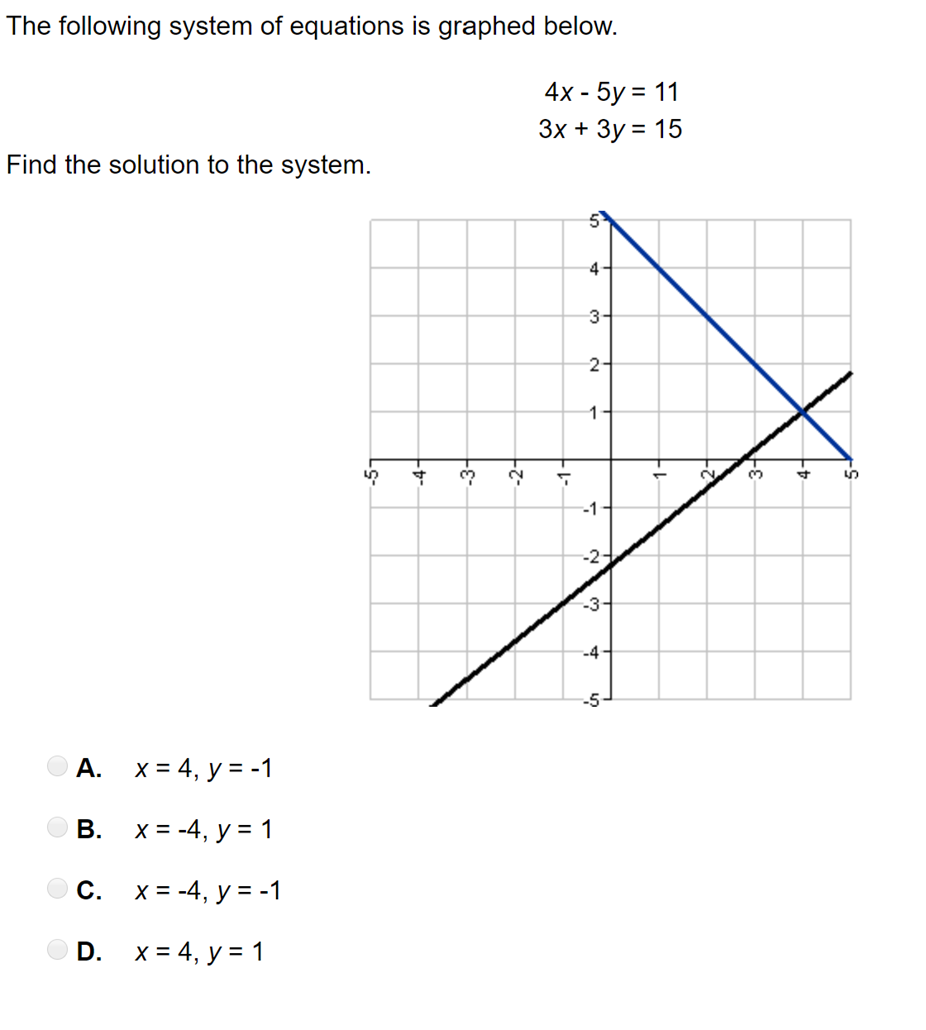 The following system of equations is graphed below.
4x - 5y = 11
3x + 3y = 15
Find the solution to the system.
5
4
3
2
1
-5 -4 -3 -2 -1 1 2 3 4 5
-1
-2
-3
-4
-5
A. x = 4, y = -1
B. x = -4, y = 1
C. x = -4, y = -1
D. x = 4, y = 1